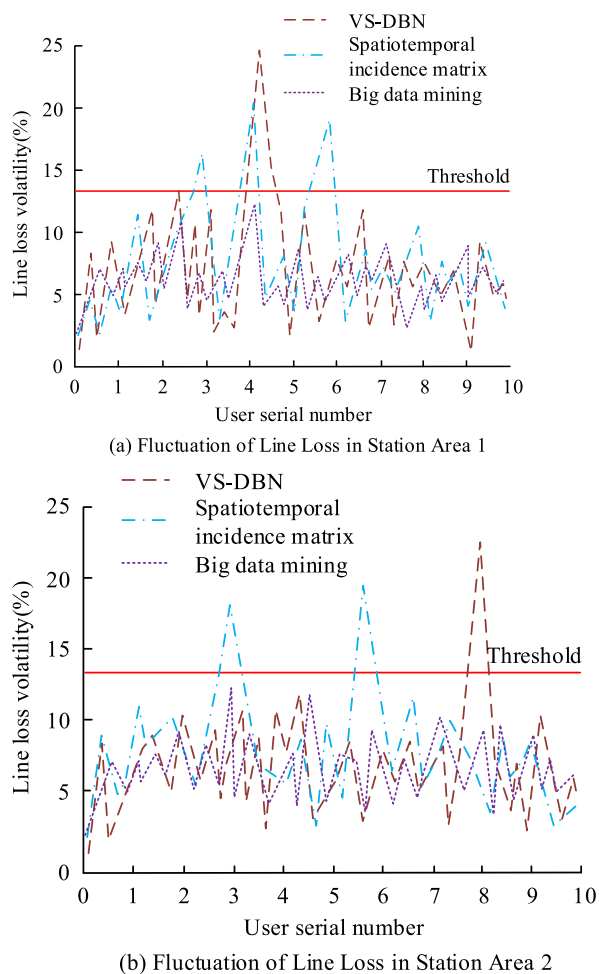 VS-DBN
Spatiotemporal
incidence matrix
Big data mining
Line loss volatility(%)
25
20
15
10
5
0
Threshold
0 1 2 3 4 5 6 7 8 9 10
User serial number
(a) Fluctuation of Line Loss in Station Area 1
VS-DBN
Spatiotemporal
incidence matrix
Big data mining
Line loss volatility(%)
25
20
15
10
5
0
Threshold
0 1 2 3 4 5 6 7 8 9 10
User serial number
(b) Fluctuation of Line Loss in Station Area 2